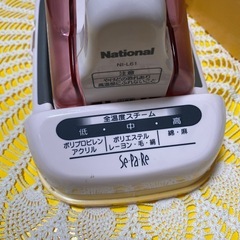 National
NI-L61
注意
全温度スチーム
低・中・高
ポリプロピレン
アクリル
ポリエステル
レーヨン・毛・絹
綿・麻
Se・Pa・Re